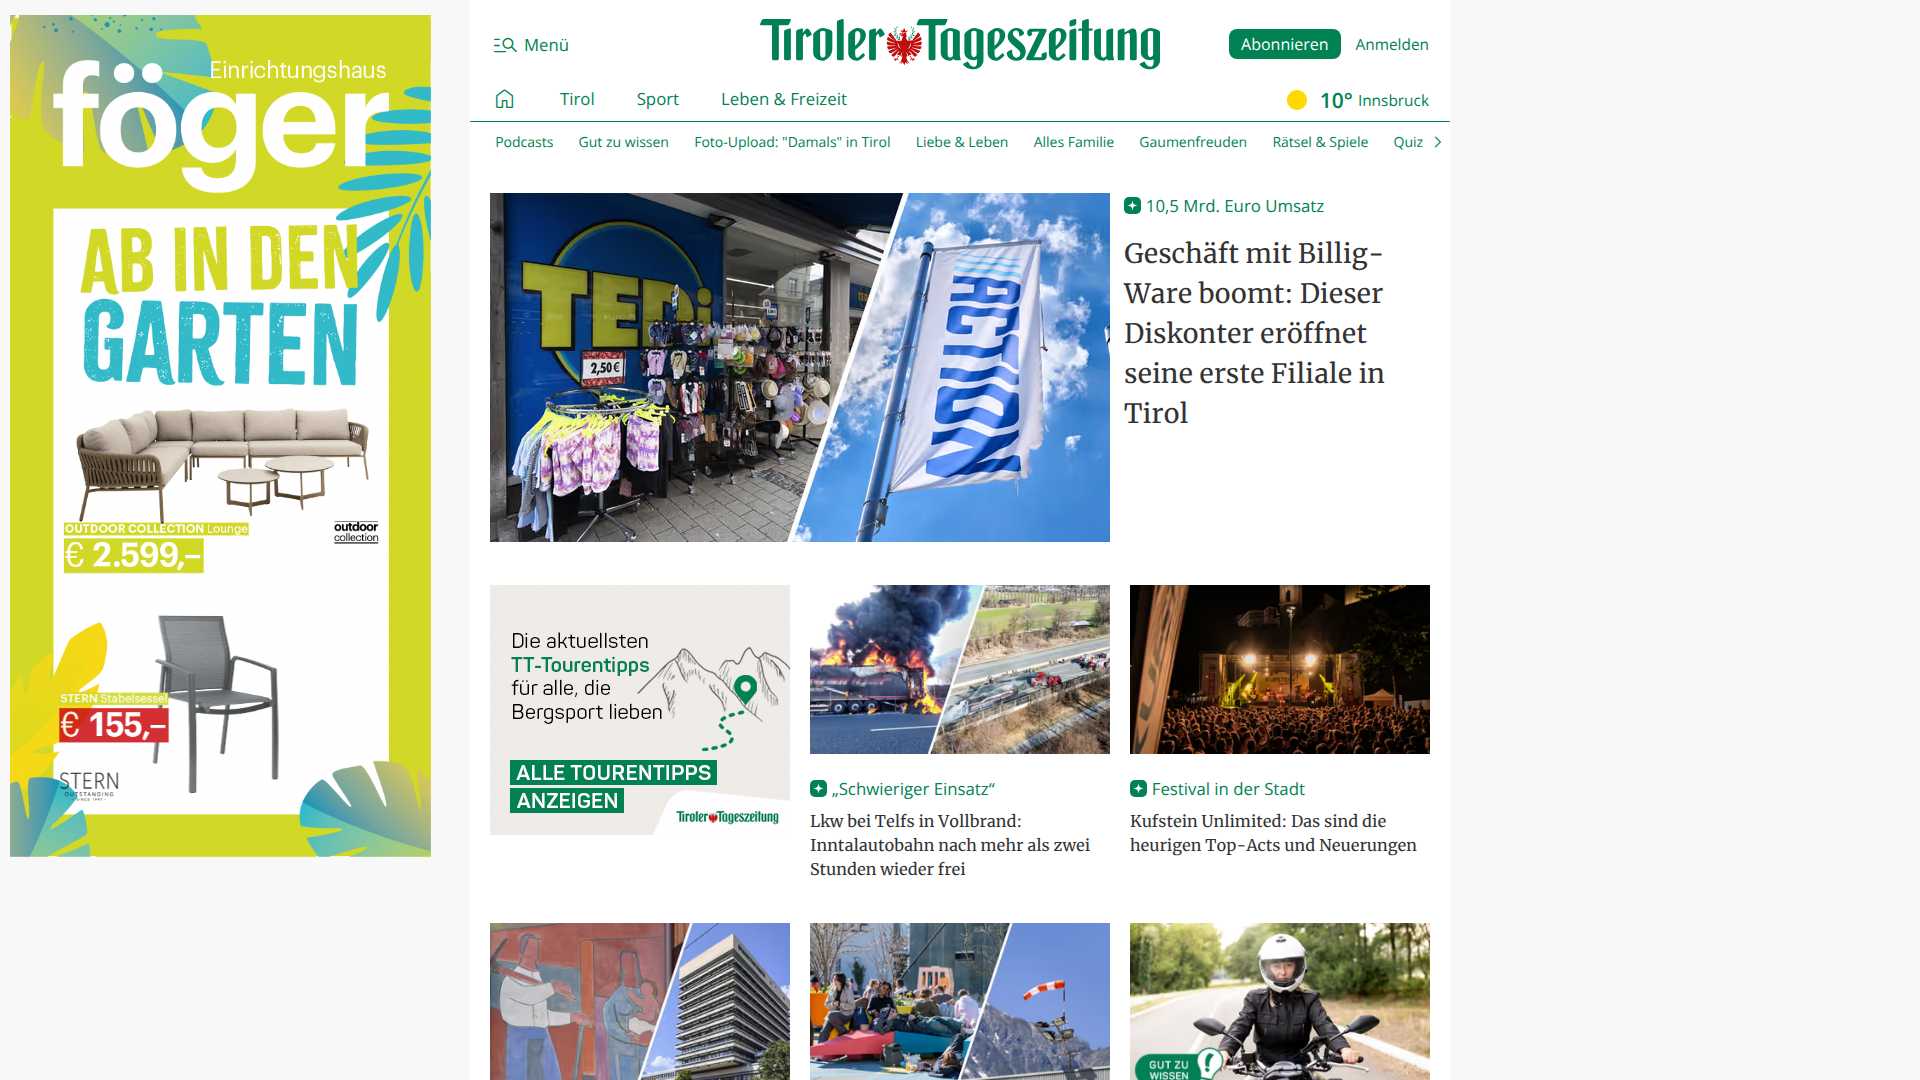 Einrichtungshaus
föger
AB IN DEN
GARTEN
OUTDOOR COLLECTION Lounge
€ 2.599,–
outdoor
collection
STERN Stabelsessel
€ 155,–
STERN
OUTSTANDING
Menü
Tiroler Tageszeitung
Abonnieren
Anmelden
Tirol
Sport
Leben & Freizeit
10° Innsbruck
Podcasts
Gut zu wissen
Foto-Upload: "Damals" in Tirol
Liebe & Leben
Alles Familie
Gaumenfreuden
Rätsel & Spiele
Quiz
TEDi
2,50 €
ACTION
10,5 Mrd. Euro Umsatz
Geschäft mit Billig-
Ware boomt: Dieser
Diskonter eröffnet
seine erste Filiale in
Tirol
Die aktuellsten
TT-Tourentipps
für alle, die
Bergsport lieben
ALLE TOURENTIPPS
ANZEIGEN
Tiroler Tageszeitung
„Schwieriger Einsatz“
Lkw bei Telfs in Vollbrand:
Inntalautobahn nach mehr als zwei
Stunden wieder frei
Festival in der Stadt
Kufstein Unlimited: Das sind die
heurigen Top-Acts und Neuerungen
GUT ZU
WISSEN